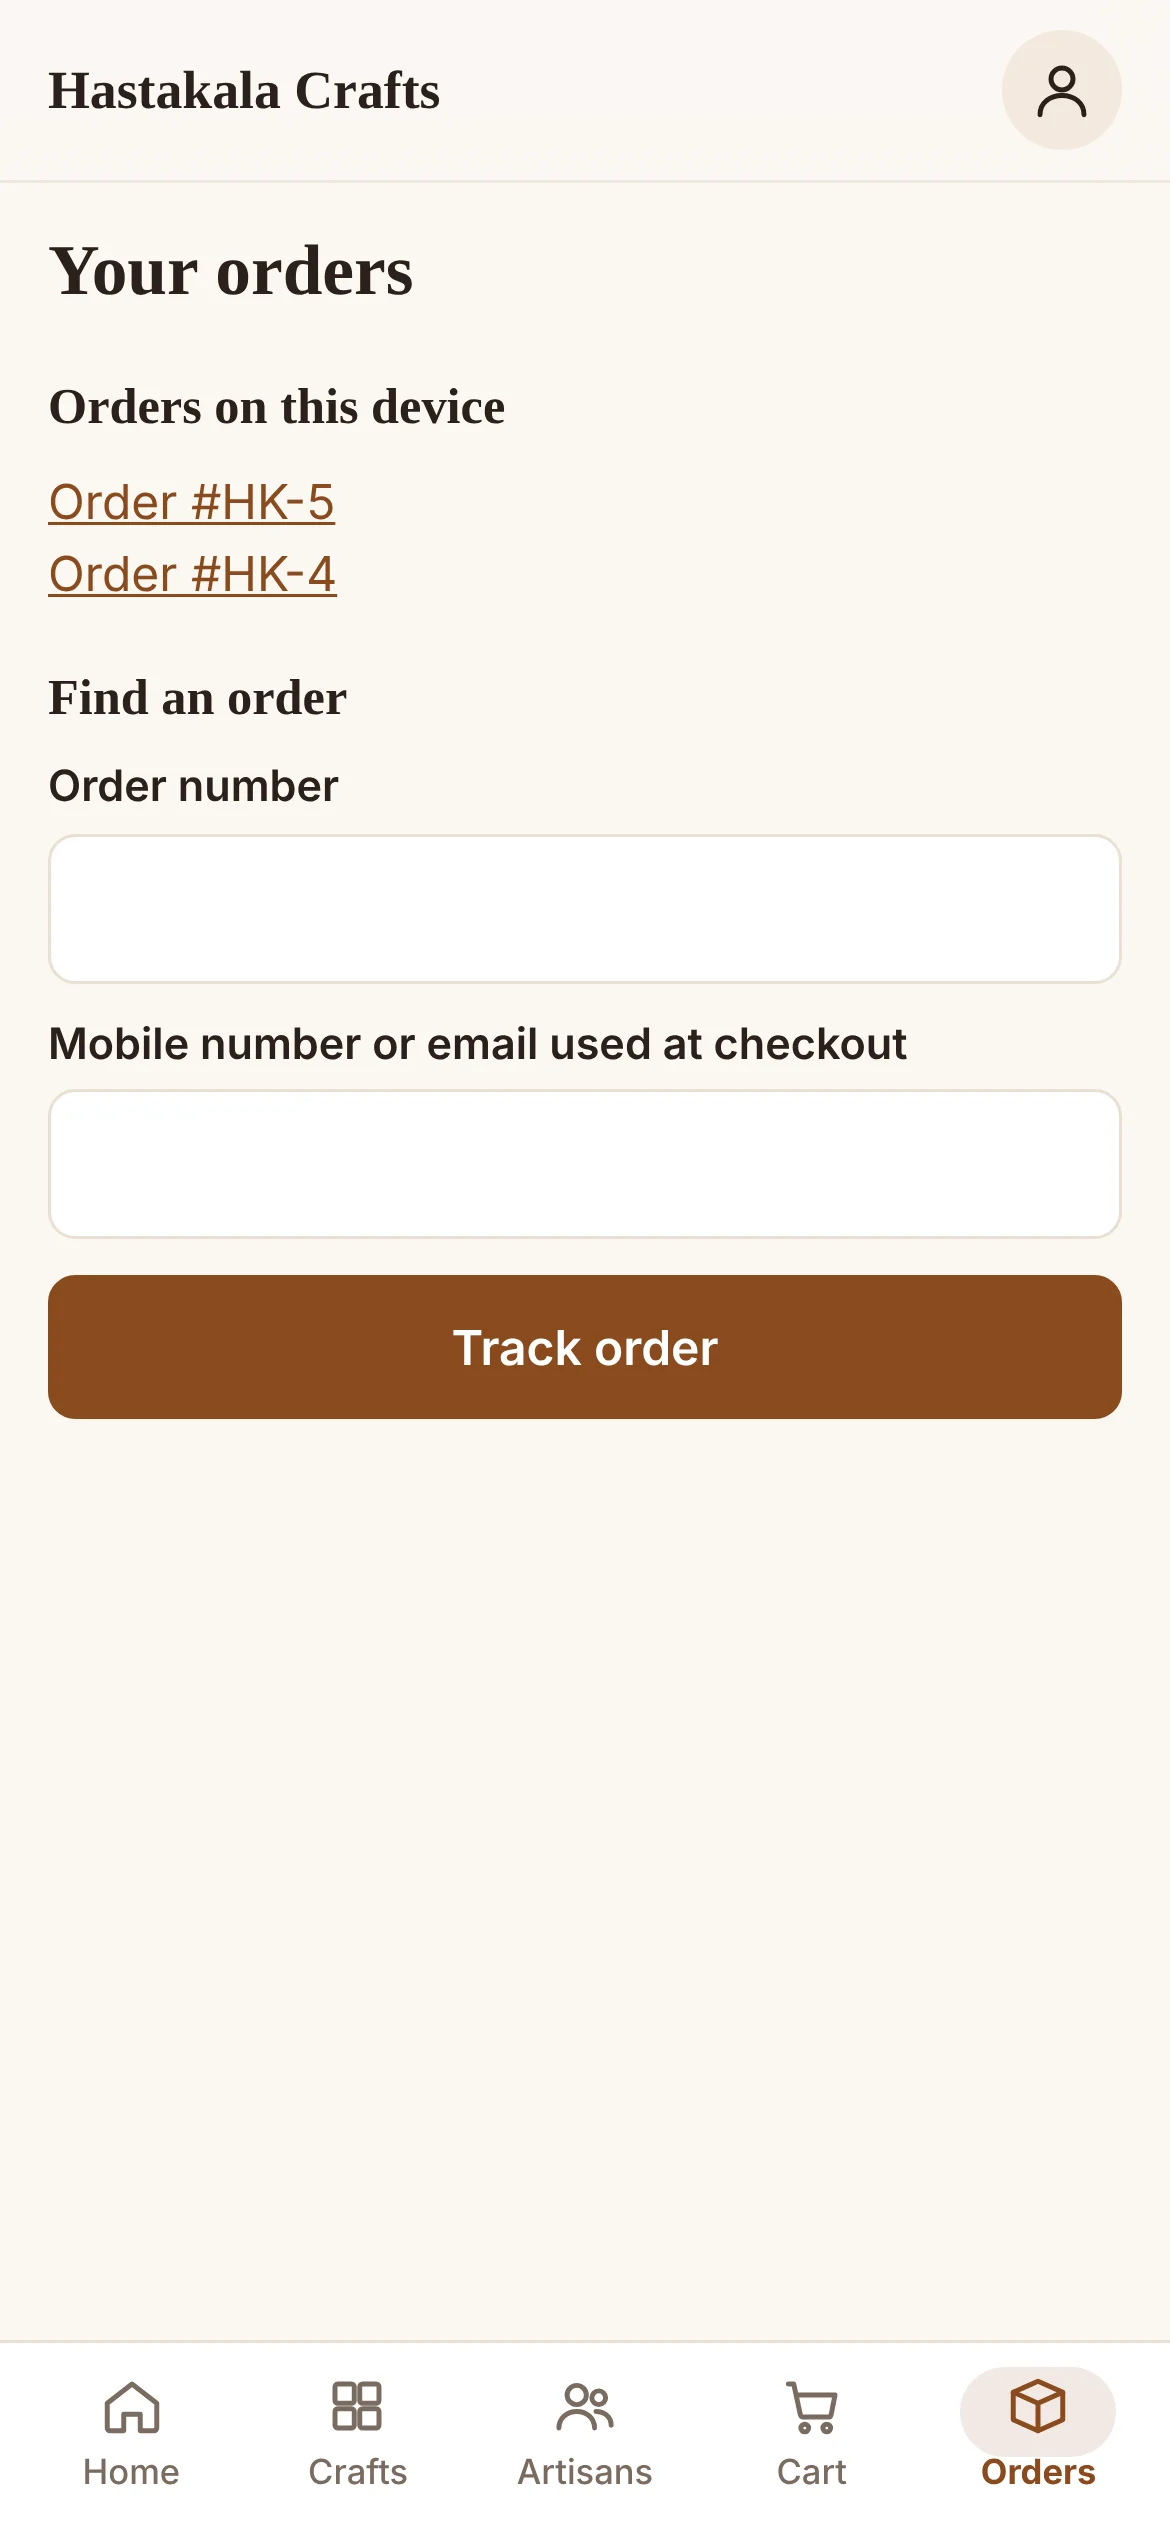 Hastakala Crafts
Your orders
Orders on this device
Order #HK-5
Order #HK-4
Find an order
Order number
Mobile number or email used at checkout
Track order
Home
Crafts
Artisans
Cart
Orders